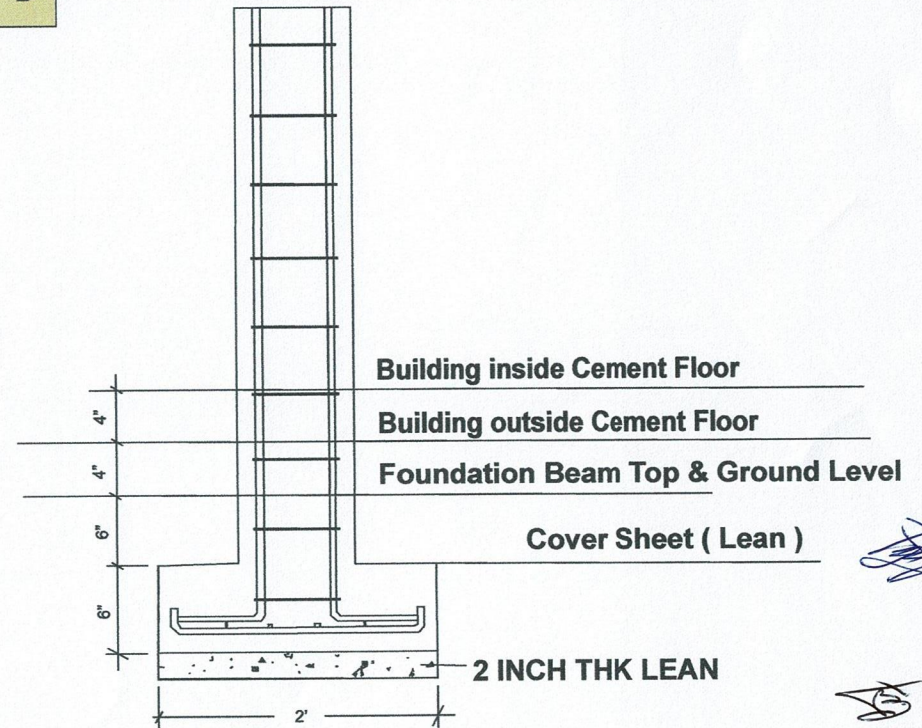 Building inside Cement Floor
4"
Building outside Cement Floor
4"
Foundation Beam Top & Ground Level
6"
Cover Sheet ( Lean )
6"
2 INCH THK LEAN
2'